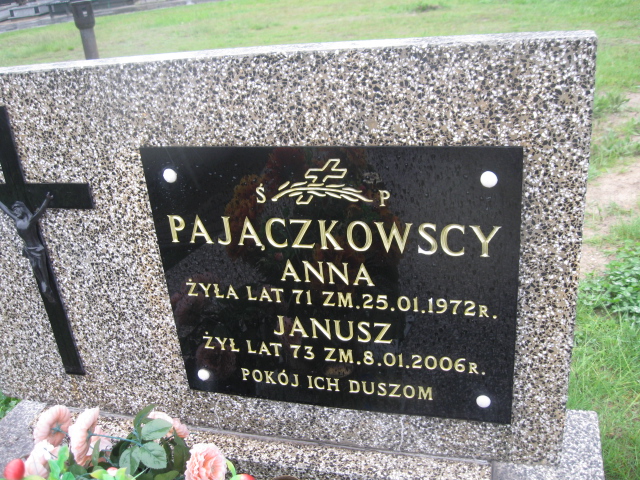 Ś P
PAJĄCZKOWSCY
ANNA
ŻYŁA LAT 71 ZM.25.01.1972R.
JANUSZ
ŻYŁ LAT 73 ZM.8.01.2006R.
POKÓJ ICH DUSZOM